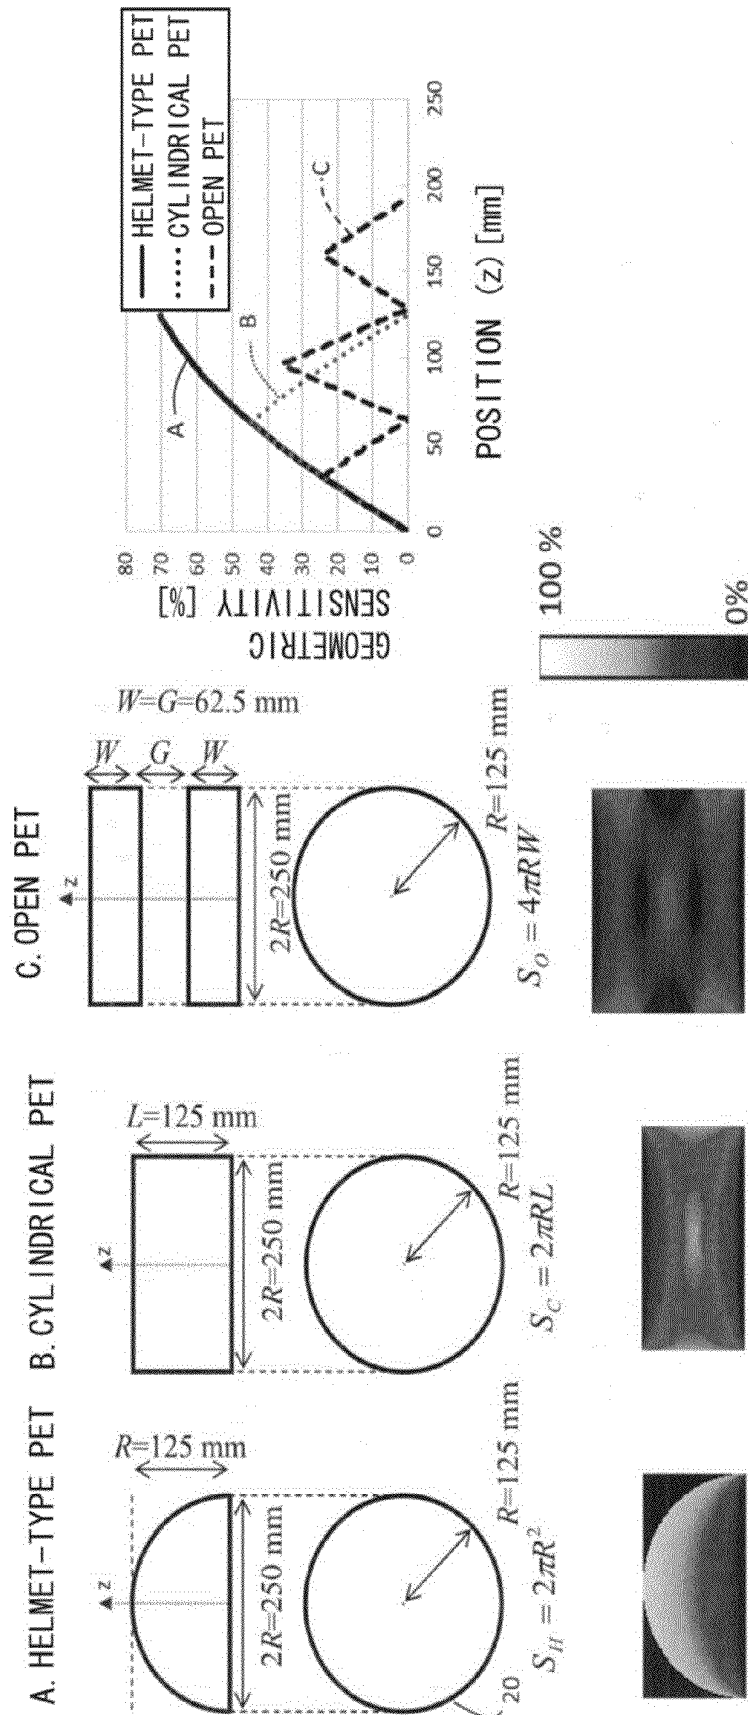 A. HELMET-TYPE PET
z
R=125 mm
2R=250 mm
R=125 mm
20
S_H = 2πR²
B. CYLINDRICAL PET
z
L=125 mm
2R=250 mm
R=125 mm
S_C = 2πRL
C. OPEN PET
z
W
G
W
W=G=62.5 mm
2R=250 mm
R=125 mm
S_O = 4πRW
100 %
0%
GEOMETRIC
SENSITIVITY [%]
80
70
60
50
40
30
20
10
0
0
50
100
150
200
250
POSITION (z) [mm]
A
B
C
HELMET-TYPE PET
CYLINDRICAL PET
OPEN PET